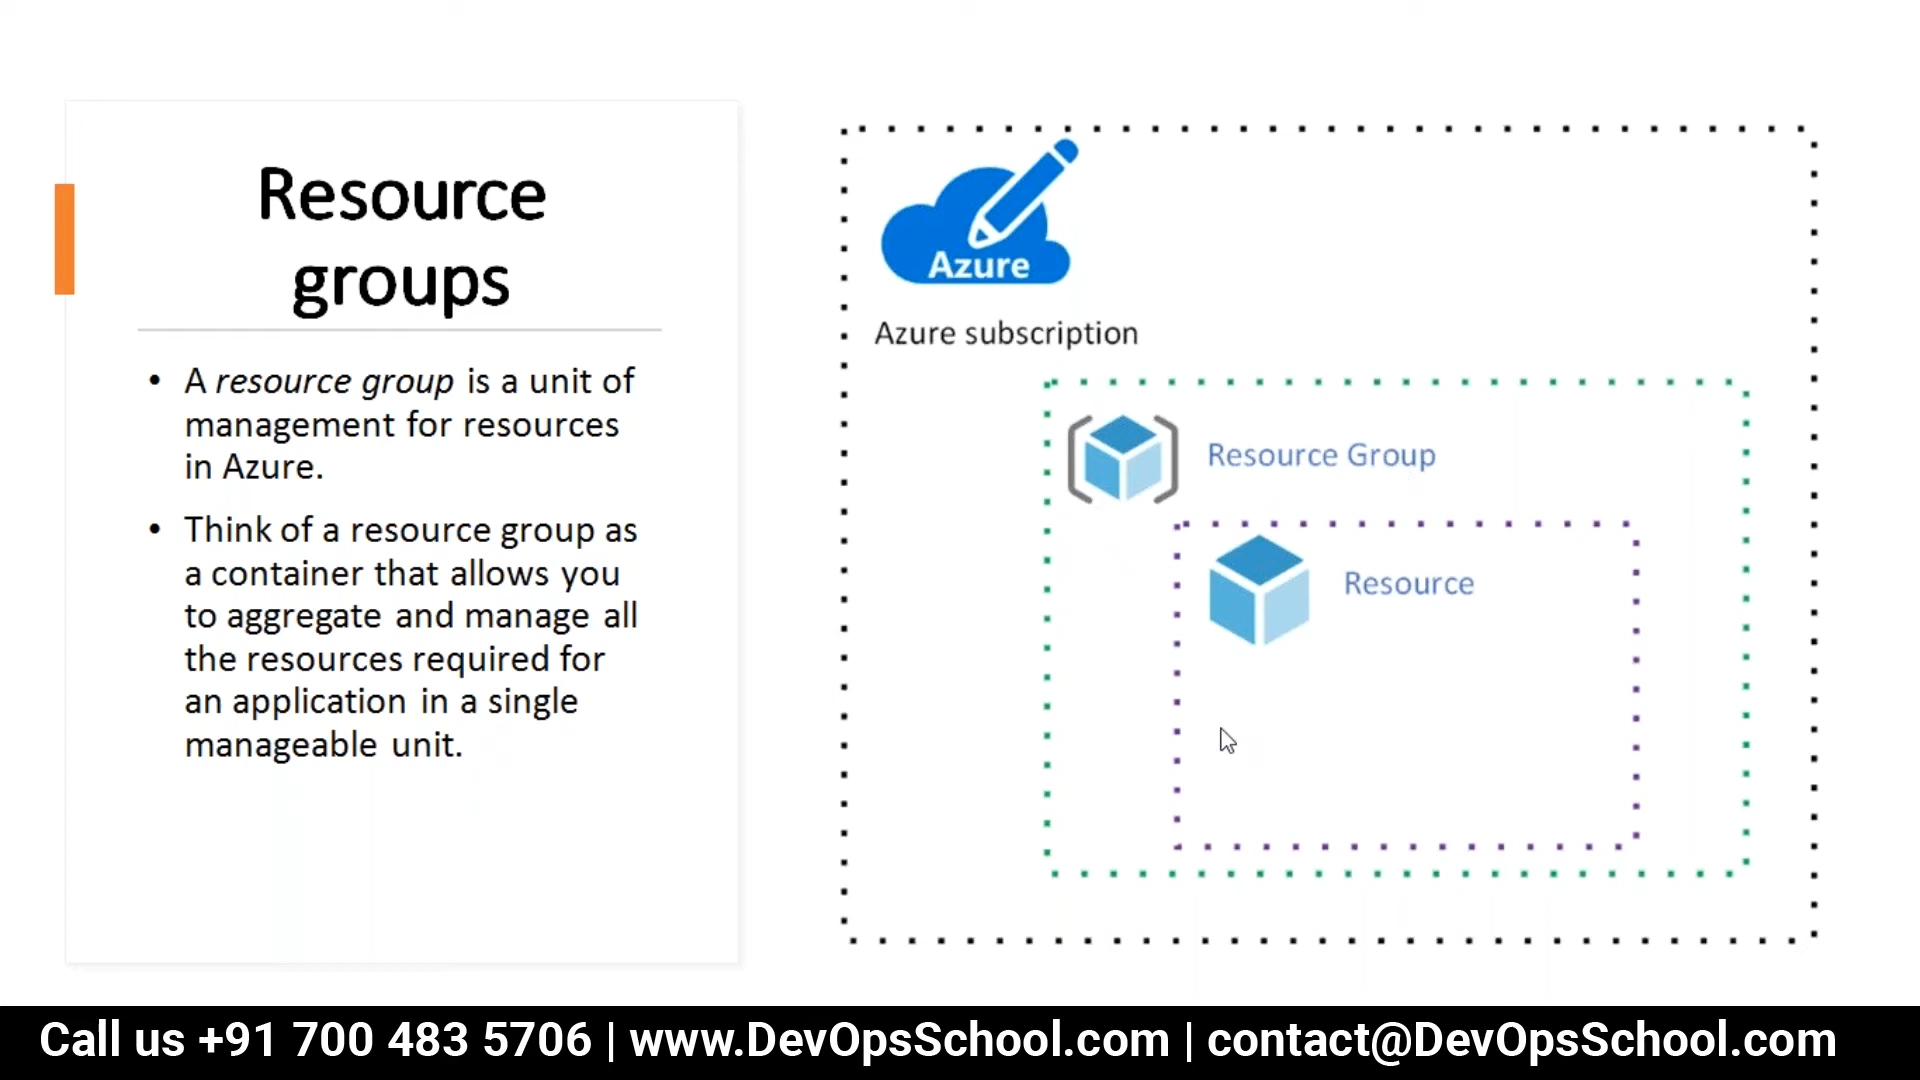 Resource
groups
• A resource group is a unit of
management for resources
in Azure.
• Think of a resource group as
a container that allows you
to aggregate and manage all
the resources required for
an application in a single
manageable unit.
Azure
Azure subscription
Resource Group
Resource
Call us +91 700 483 5706 | www.DevOpsSchool.com | contact@DevOpsSchool.com